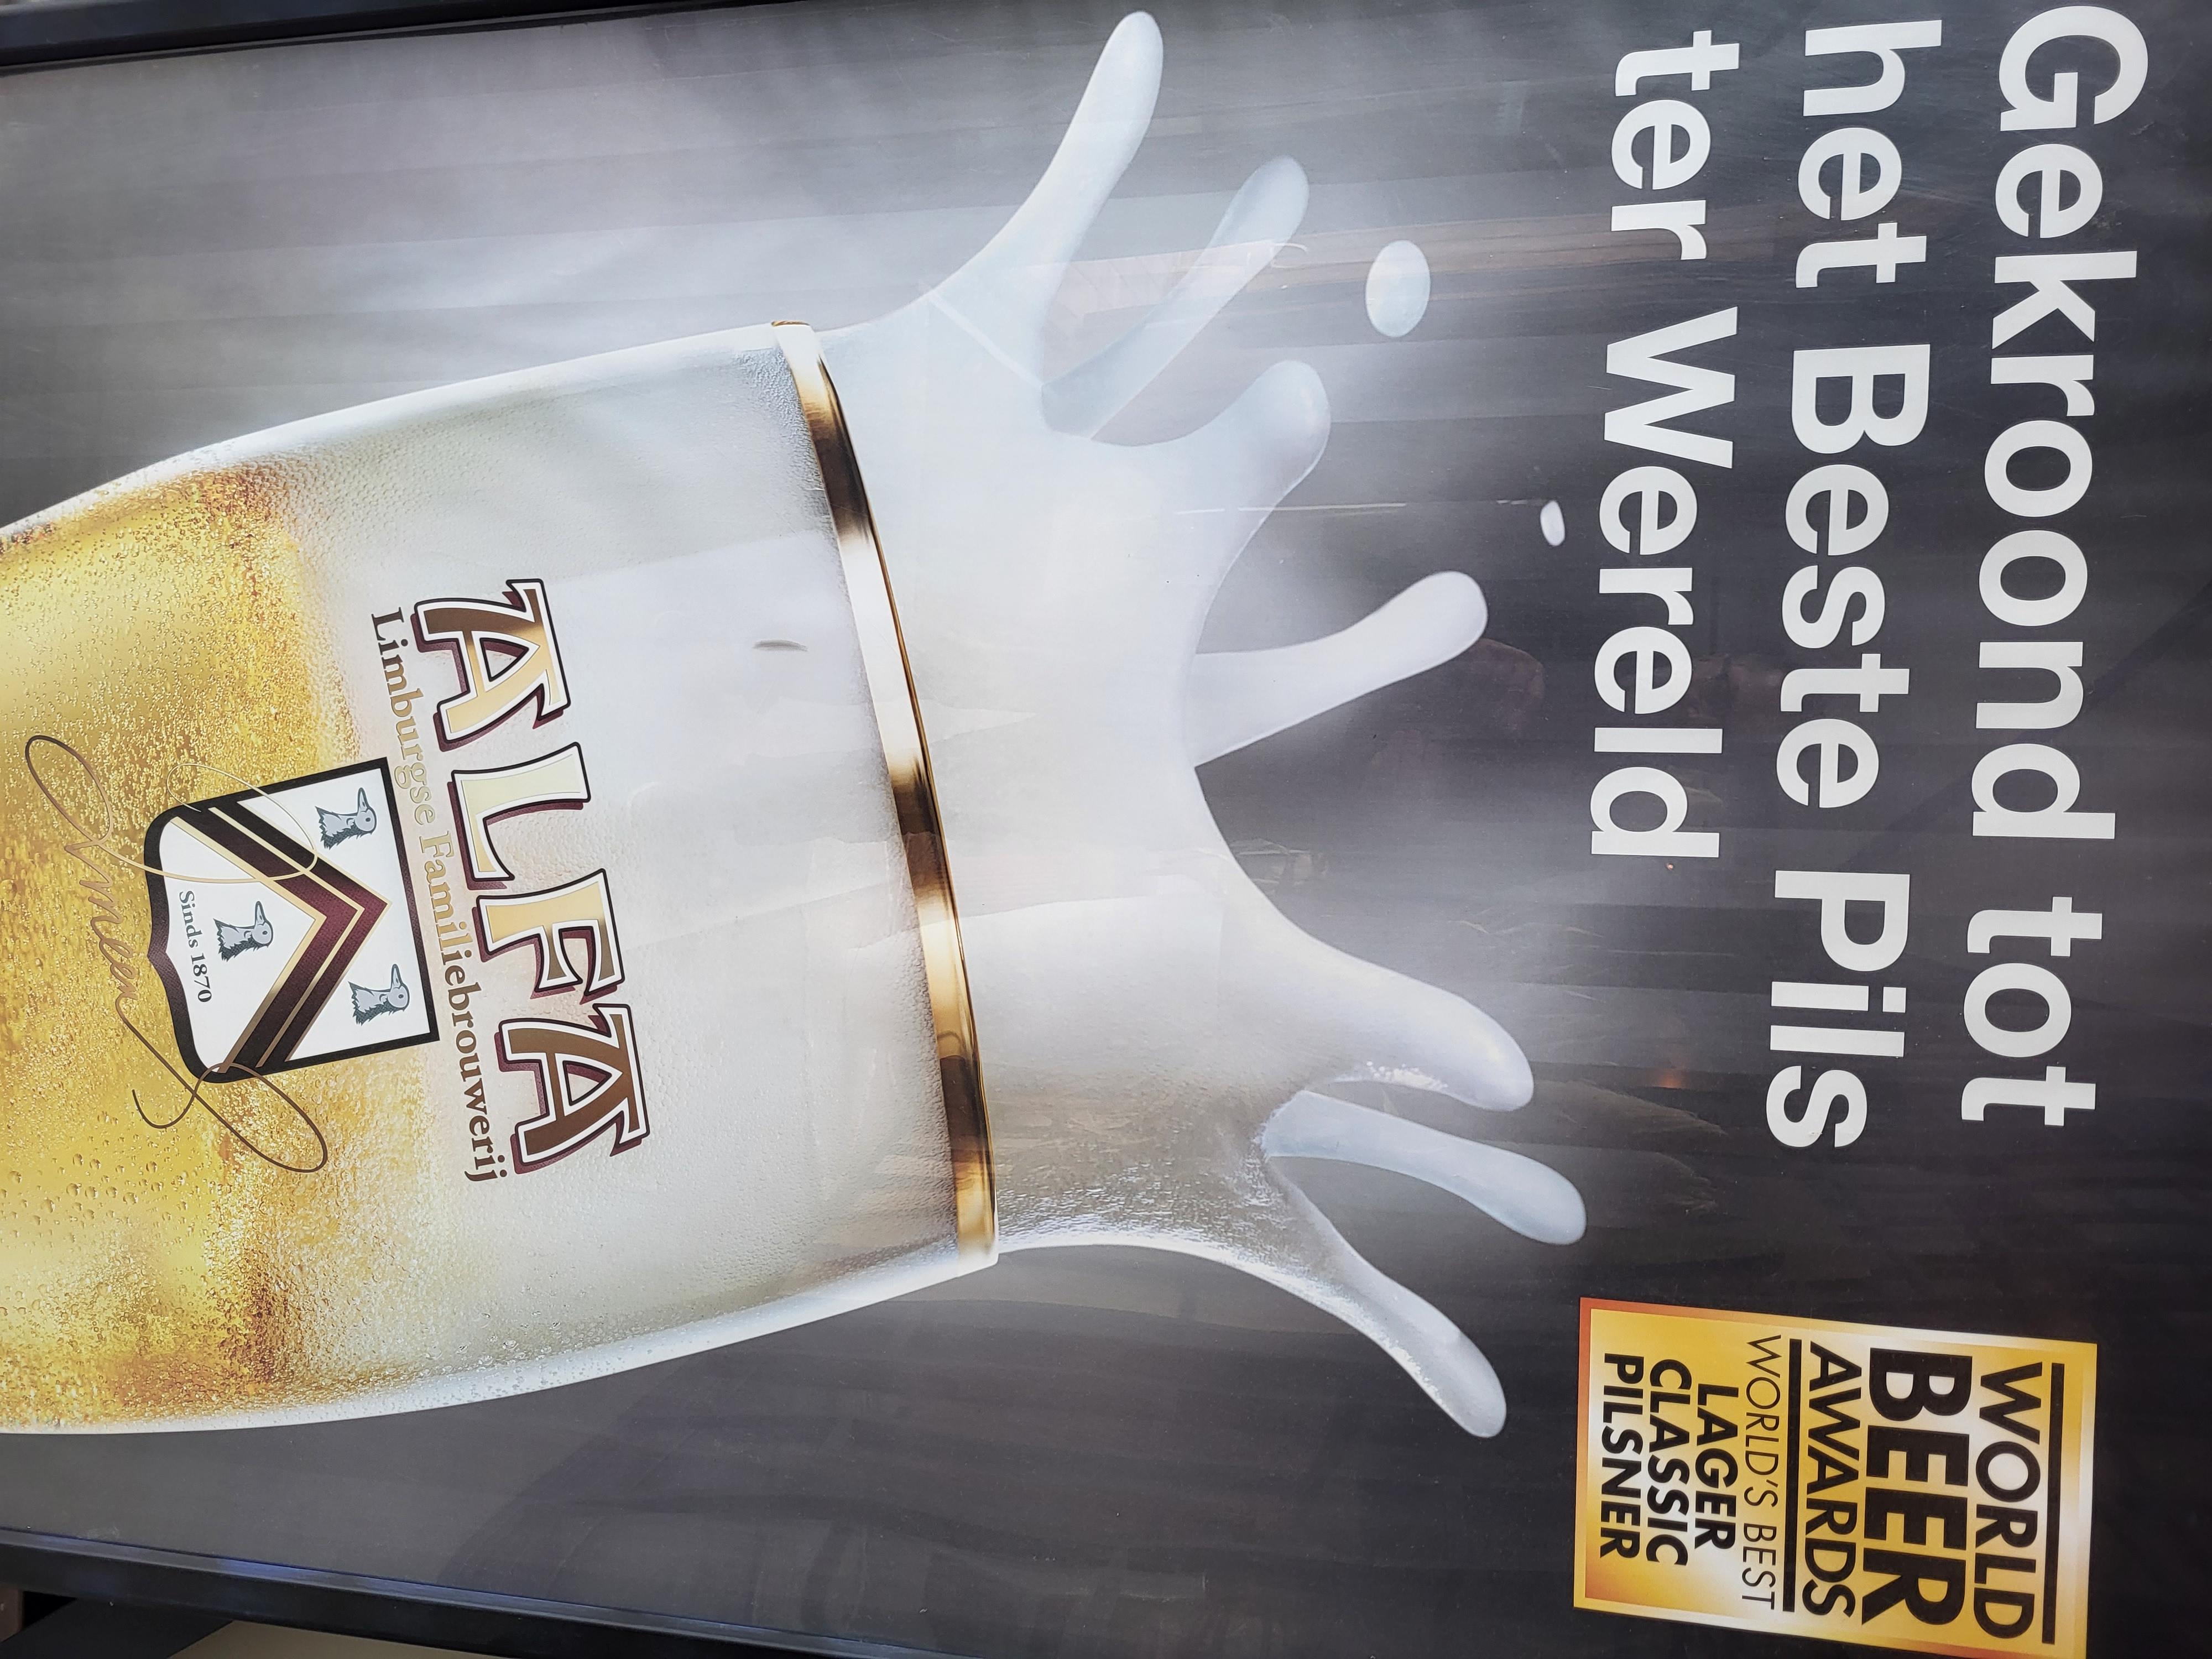 Gekroond tot
het Beste Pils
ter Wereld
WORLD
BEER
AWARDS
WORLD'S BEST
LAGER
CLASSIC
PILSNER
ALFA
Limburgse Familiebrouwerij
Sinds 1870